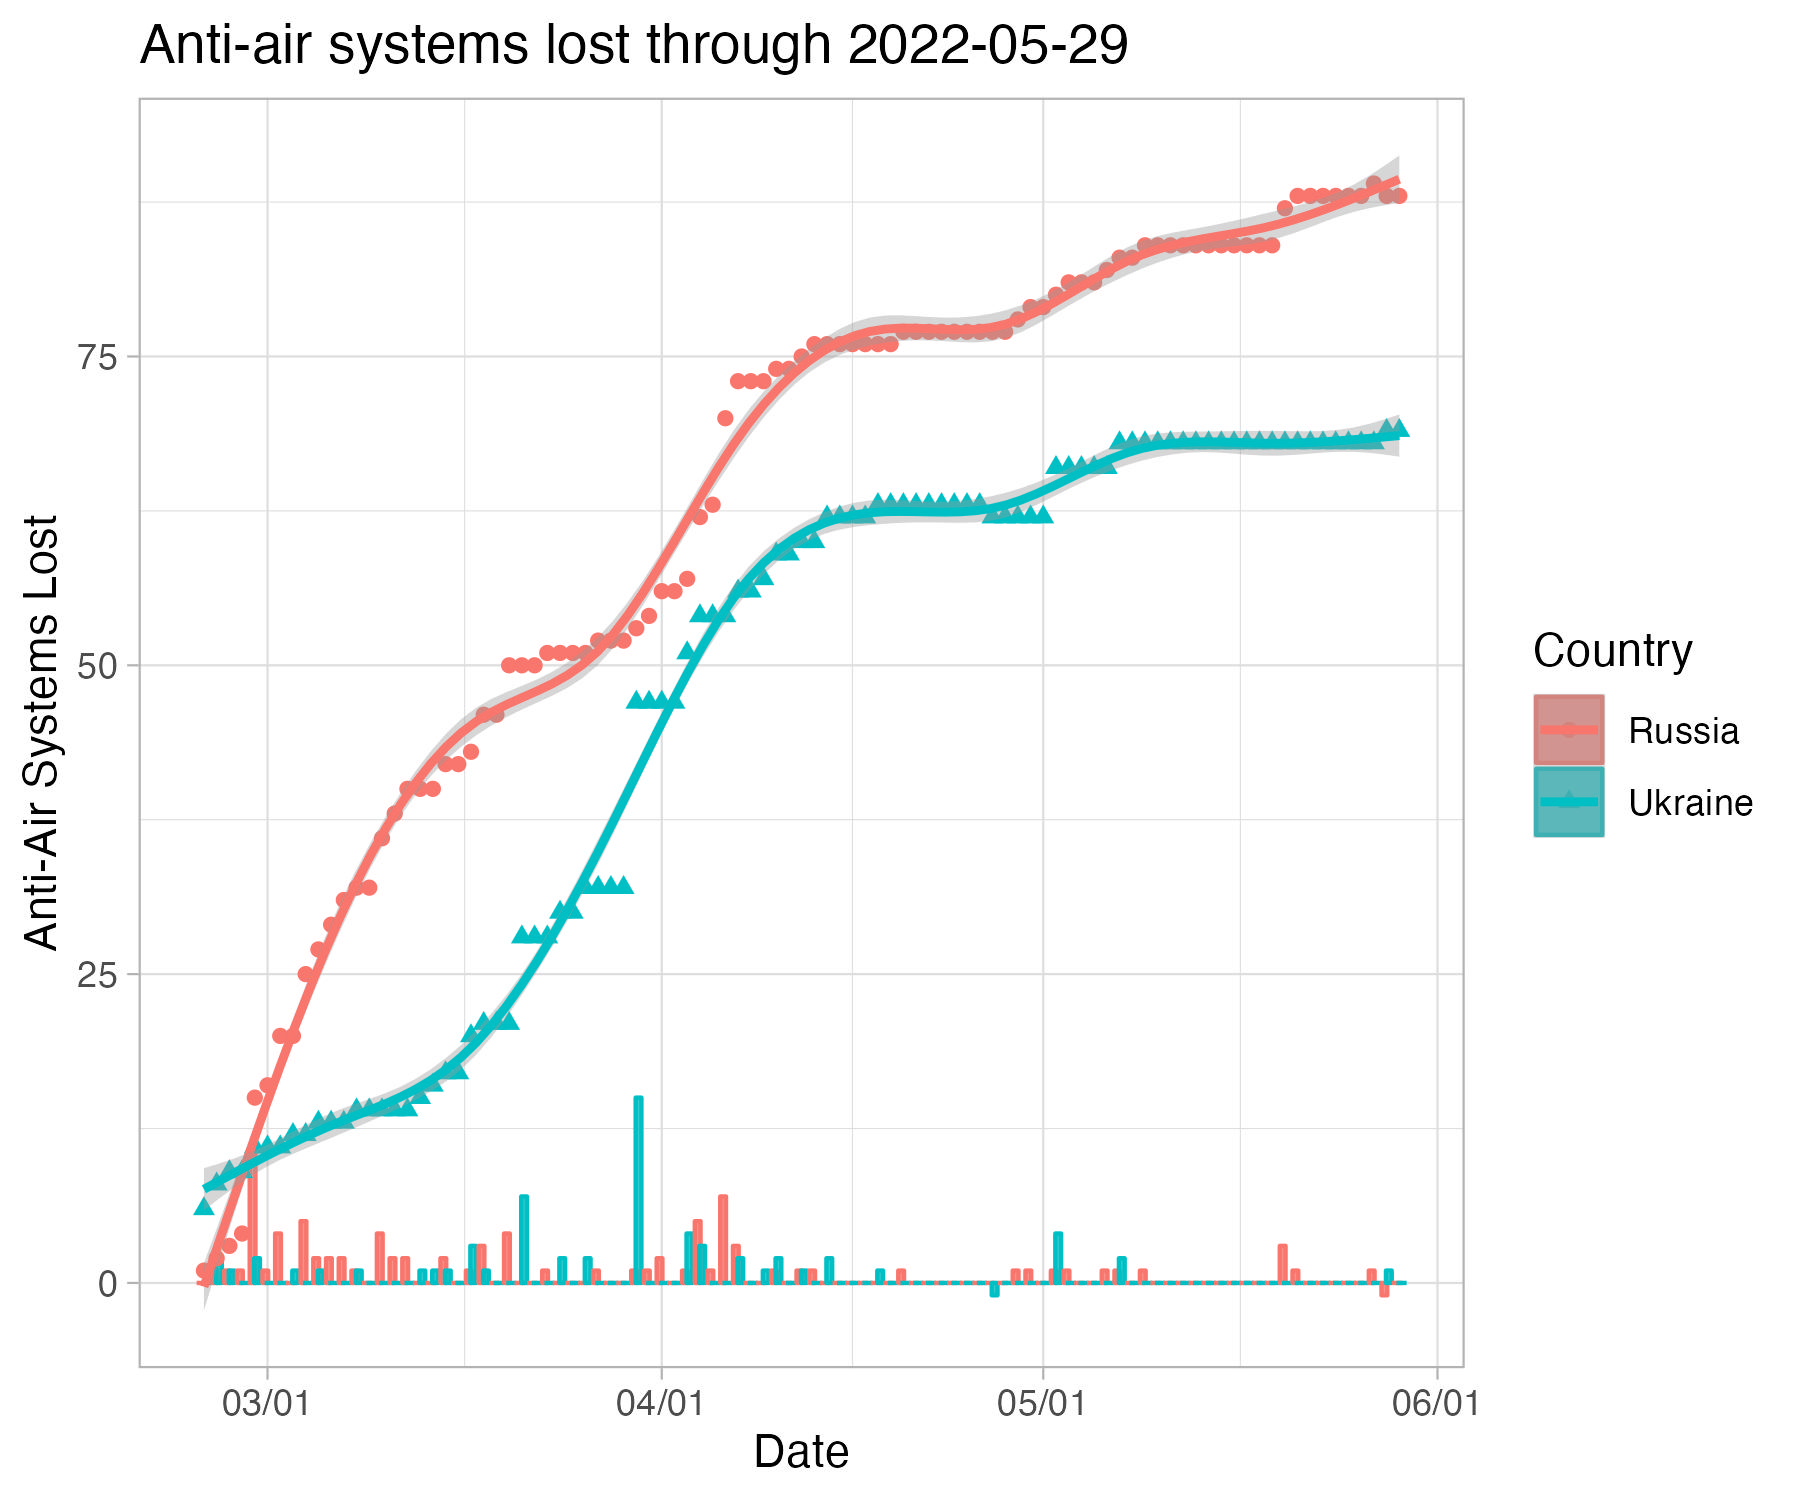 Anti-air systems lost through 2022-05-29
Anti-Air Systems Lost
75
50
25
0
03/01
04/01
05/01
06/01
Date
Country
Russia
Ukraine